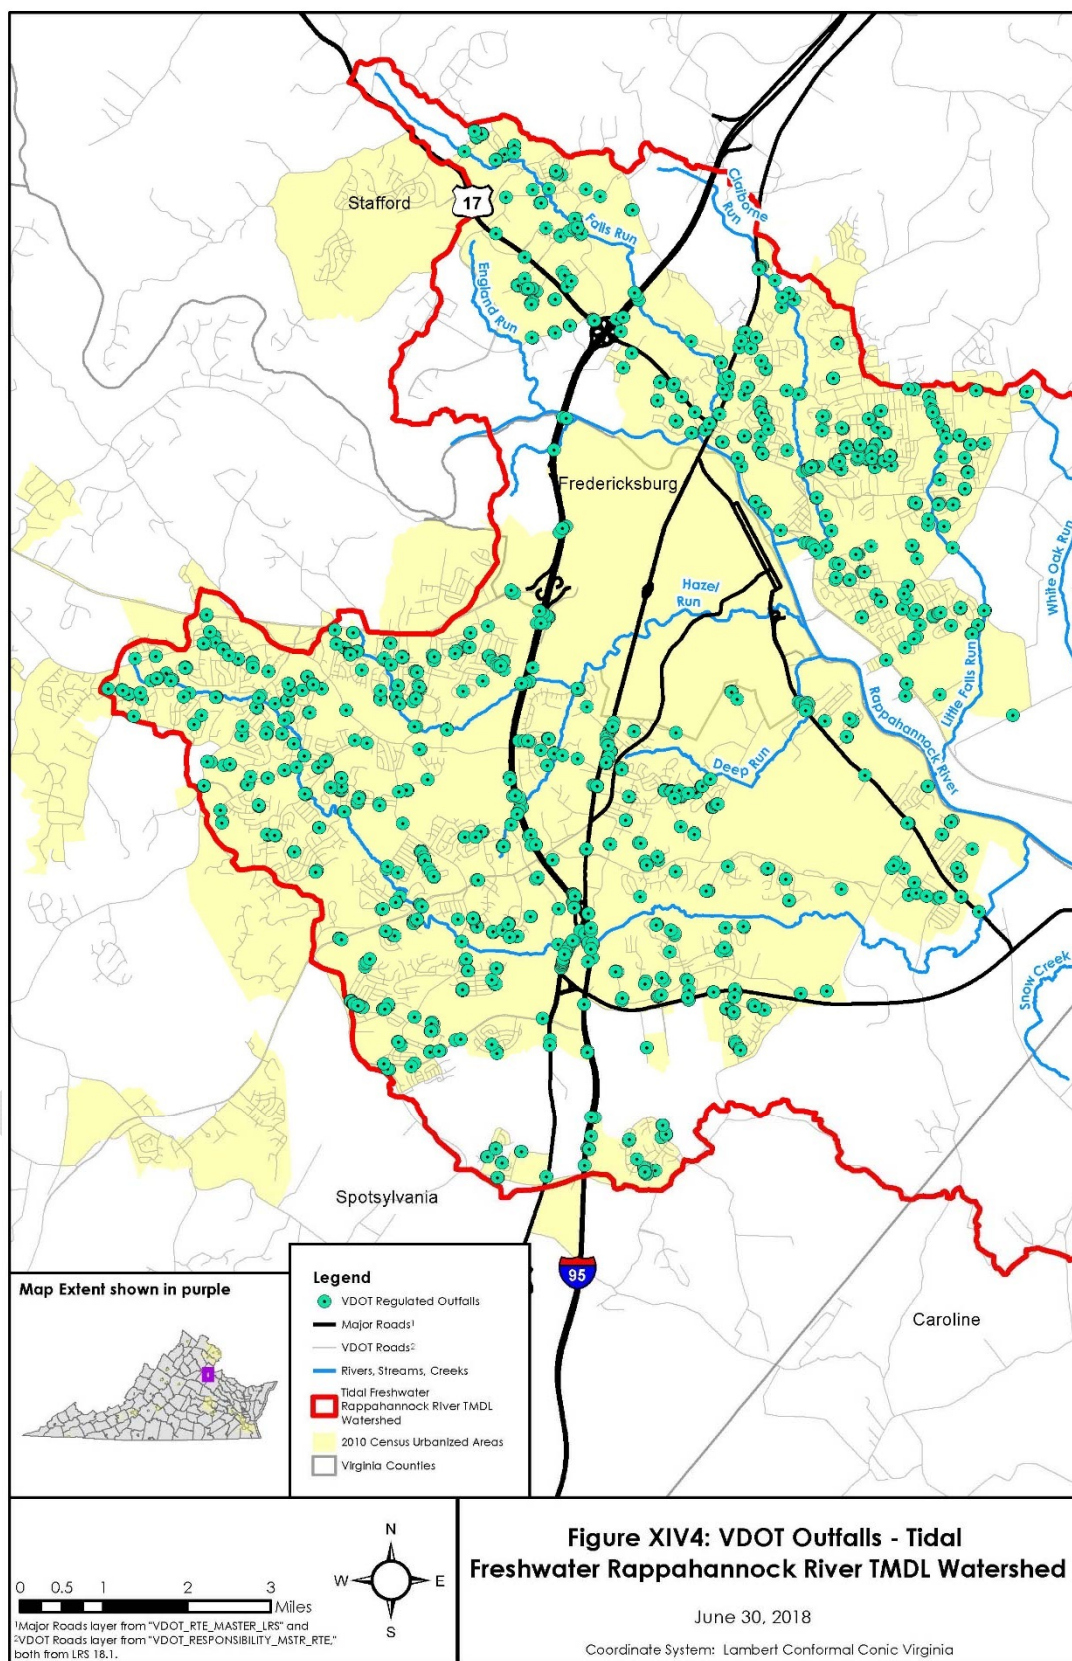 Stafford
17
Falls Run
Claiborne
Run
England Run
Fredericksburg
Hazel
Run
White Oak Run
Little Falls Run
Rappahannock
River
Deep Run
Snow Creek
Spotsylvania
95
Caroline
Map Extent shown in purple
Legend
VDOT Regulated Outfalls
Major Roads¹
VDOT Roads²
Rivers, Streams, Creeks
Tidal Freshwater
Rappahannock River TMDL
Watershed
2010 Census Urbanized Areas
Virginia Counties
N
W E
S
0 0.5 1 2 3
Miles
¹Major Roads layer from "VDOT_RTE_MASTER_LRS" and
²VDOT Roads layer from "VDOT_RESPONSIBILITY_MSTR_RTE,"
both from LRS 18.1.
Figure XIV4: VDOT Outfalls - Tidal
Freshwater Rappahannock River TMDL Watershed
June 30, 2018
Coordinate System: Lambert Conformal Conic Virginia